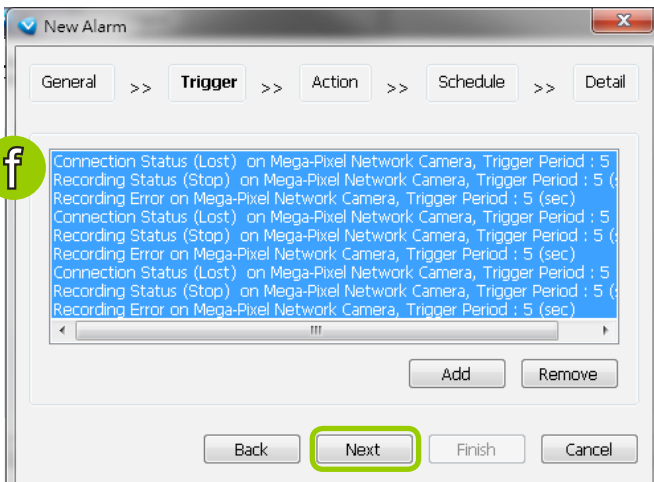 New Alarm
General >> Trigger >> Action >> Schedule >> Detail
f
Connection Status (Lost) on Mega-Pixel Network Camera, Trigger Period : 5
Recording Status (Stop) on Mega-Pixel Network Camera, Trigger Period : 5 (
Recording Error on Mega-Pixel Network Camera, Trigger Period : 5 (sec)
Connection Status (Lost) on Mega-Pixel Network Camera, Trigger Period : 5
Recording Status (Stop) on Mega-Pixel Network Camera, Trigger Period : 5 (
Recording Error on Mega-Pixel Network Camera, Trigger Period : 5 (sec)
Connection Status (Lost) on Mega-Pixel Network Camera, Trigger Period : 5
Recording Status (Stop) on Mega-Pixel Network Camera, Trigger Period : 5 (
Recording Error on Mega-Pixel Network Camera, Trigger Period : 5 (sec)
Add Remove
Back Next Finish Cancel